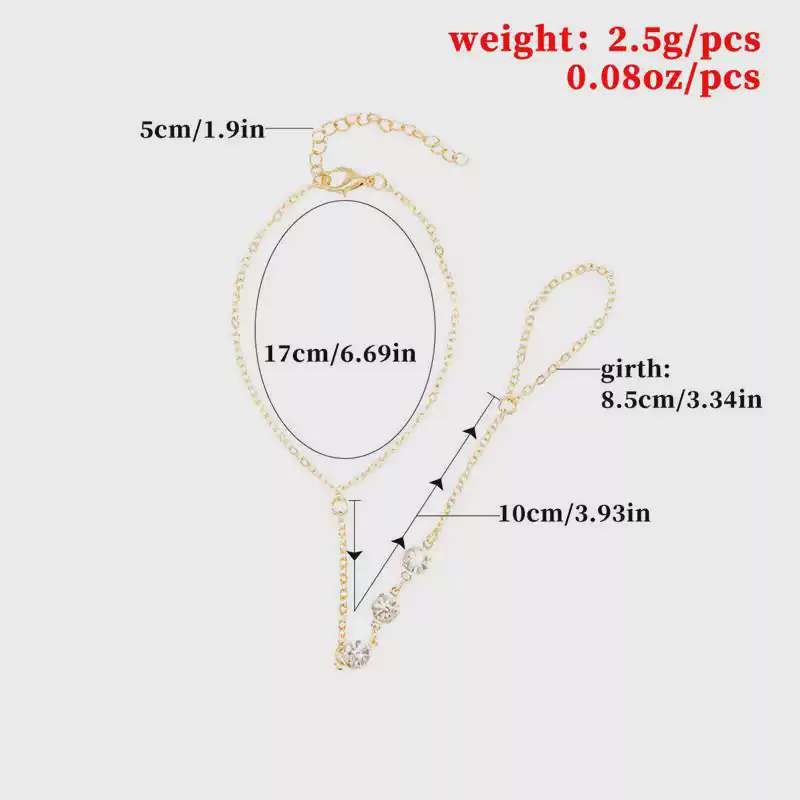 weight: 2.5g/pcs
0.08oz/pcs
5cm/1.9in
17cm/6.69in
girth:
8.5cm/3.34in
10cm/3.93in